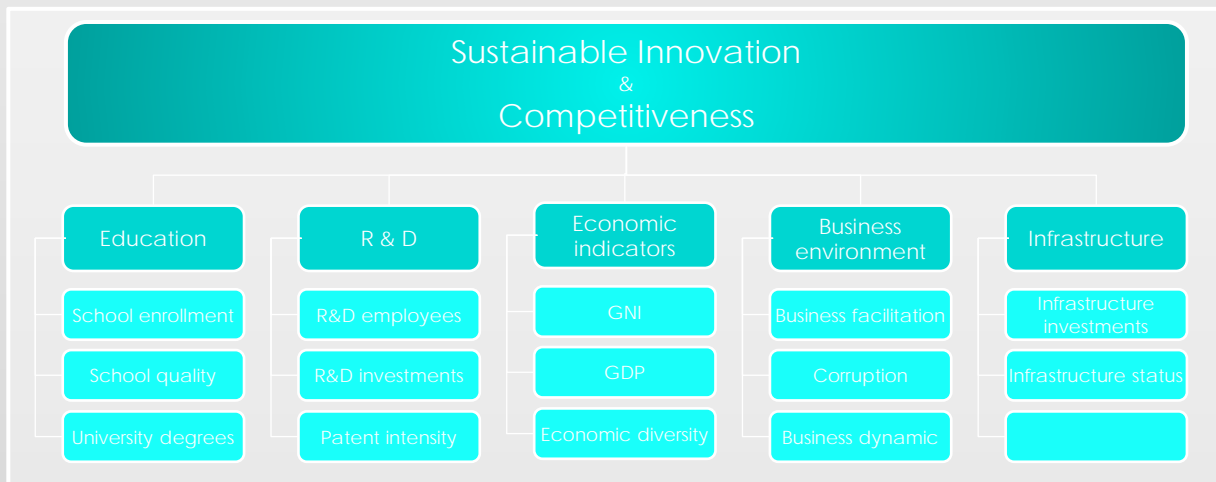 Sustainable Innovation
&
Competitiveness
Education
School enrollment
School quality
University degrees
R & D
R&D employees
R&D investments
Patent intensity
Economic
indicators
GNI
GDP
Economic diversity
Business
environment
Business facilitation
Corruption
Business dynamic
Infrastructure
Infrastructure
investments
Infrastructure status